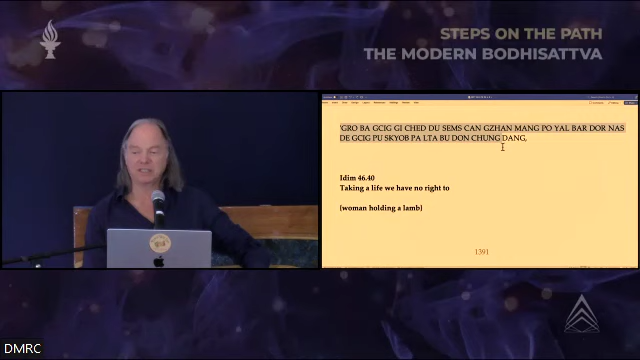 STEPS ON THE PATH
THE MODERN BODHISATTVA
'GRO BA GCIG GI CHED DU SEMS CAN GZHAN MANG PO YAL BAR DOR NAS
DE GCIG PU SKYOB PA LTA BU DON CHUNG DANG,
Idim 46.40
Taking a life we have no right to
[woman holding a lamb]
1391
DMRC